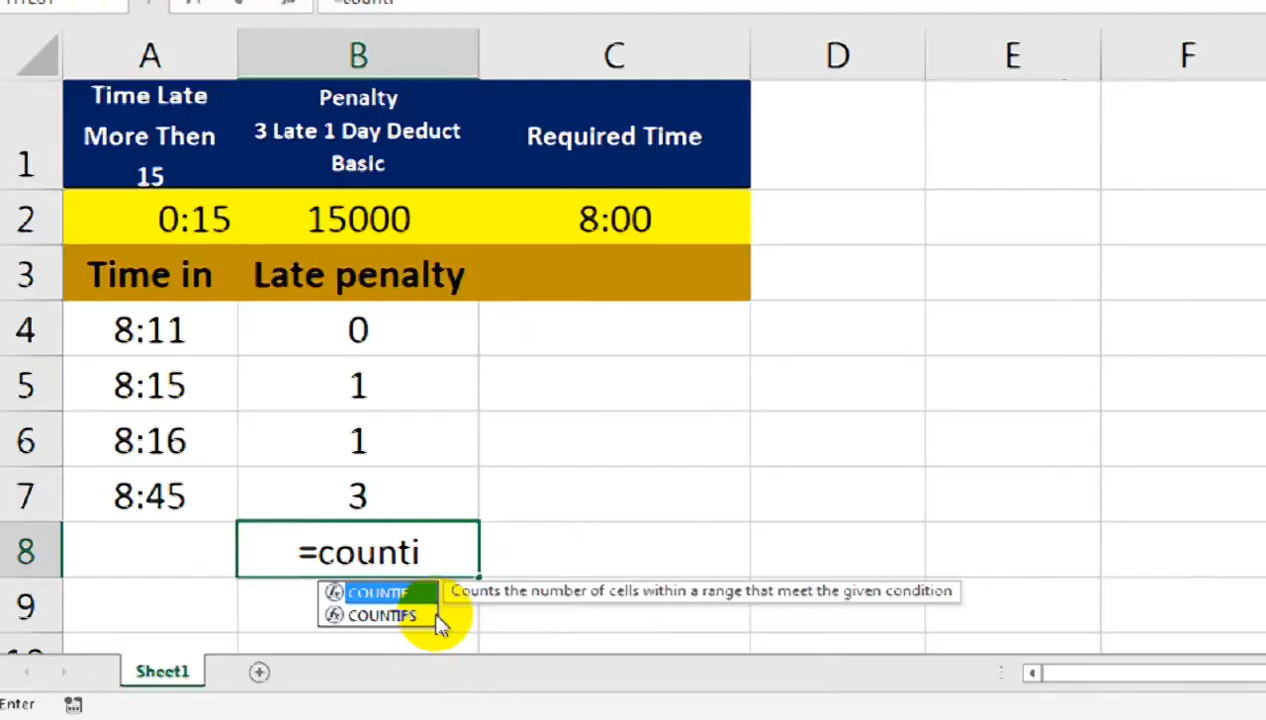 =counti
A B C D E F
1 Time Late More Then 15 Penalty 3 Late 1 Day Deduct Basic Required Time
2 0:15 15000 8:00
3 Time in Late penalty
4 8:11 0
5 8:15 1
6 8:16 1
7 8:45 3
8 =counti
COUNTIF Counts the number of cells within a range that meet the given condition
9 COUNTIFS
Sheet1
Enter